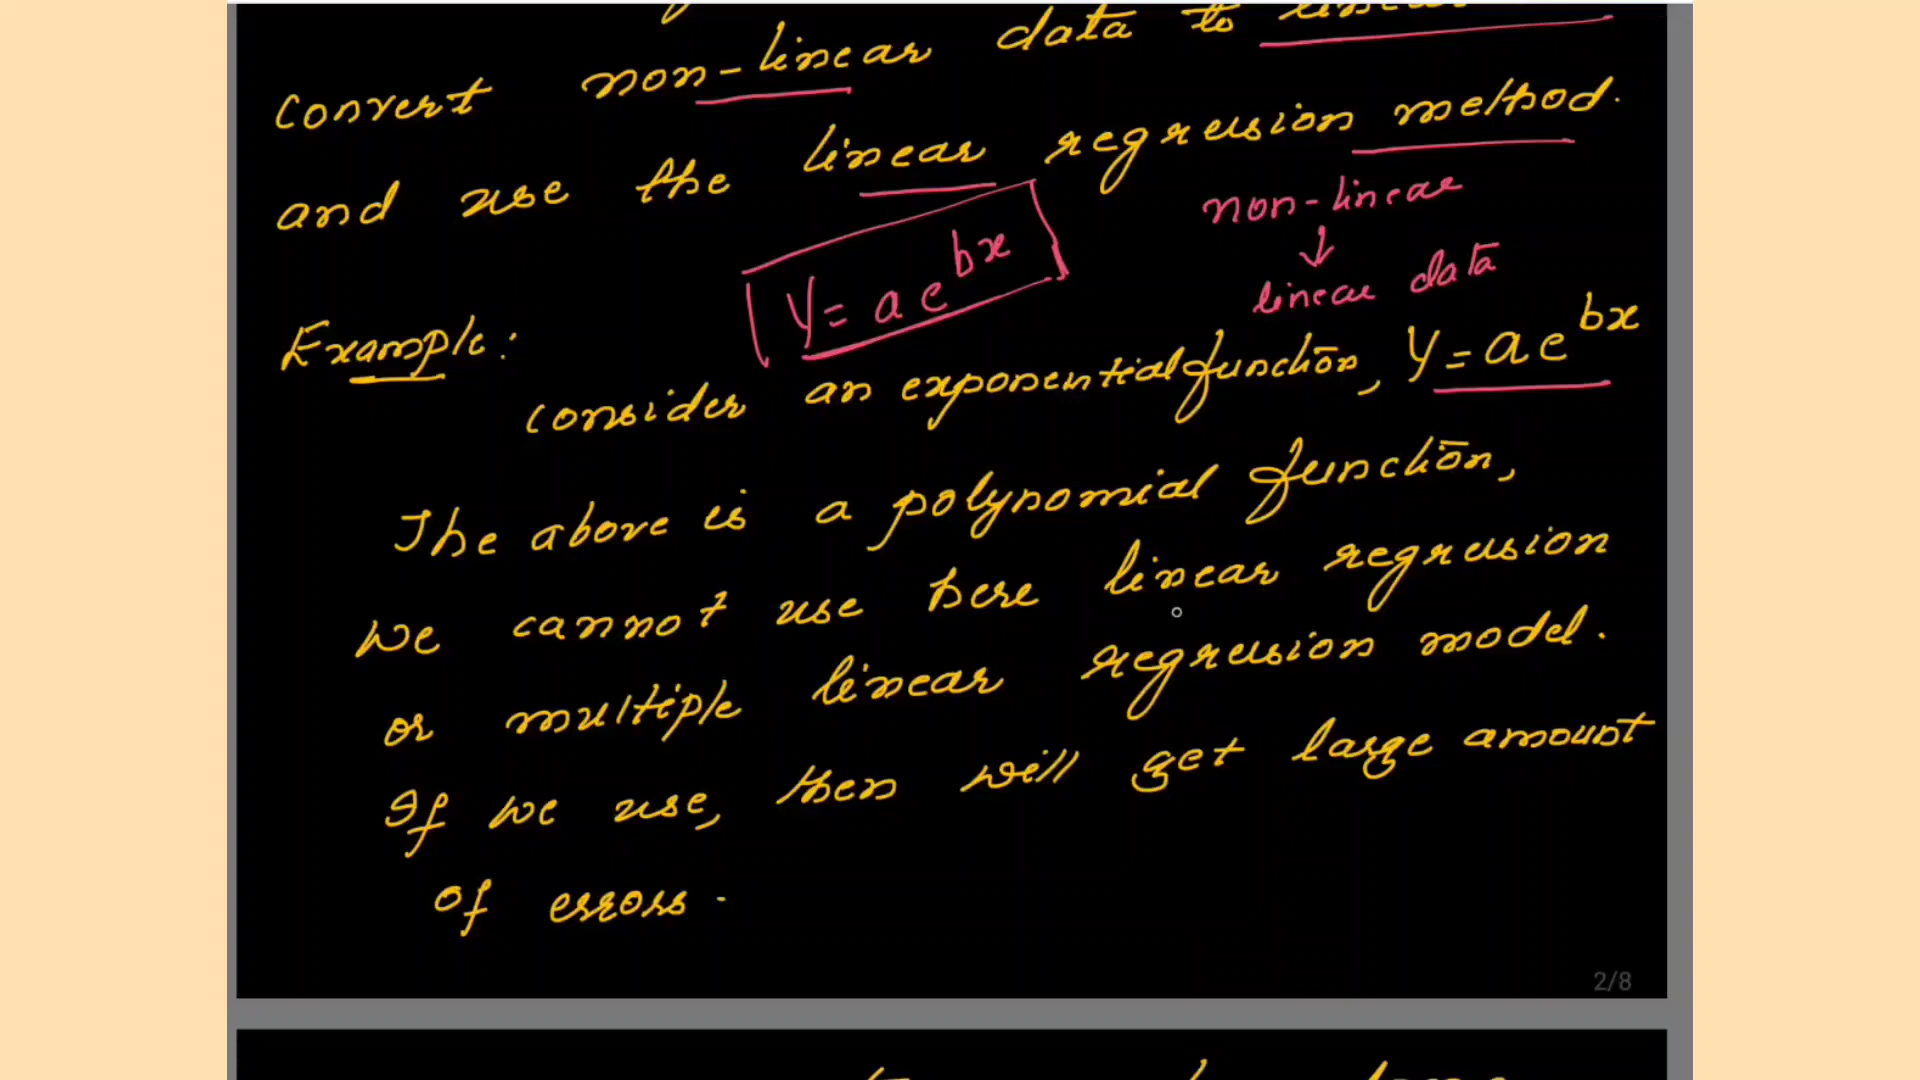 convert non-linear data to linear
and use the linear regression method.
non-linear
↓
linear data
Y = ae^bx
Example:
consider an exponential function, Y = ae^bx
The above is a polynomial function,
we cannot use here linear regression
or multiple linear regression model.
If we use, then will get large amount
of errors.
2/8